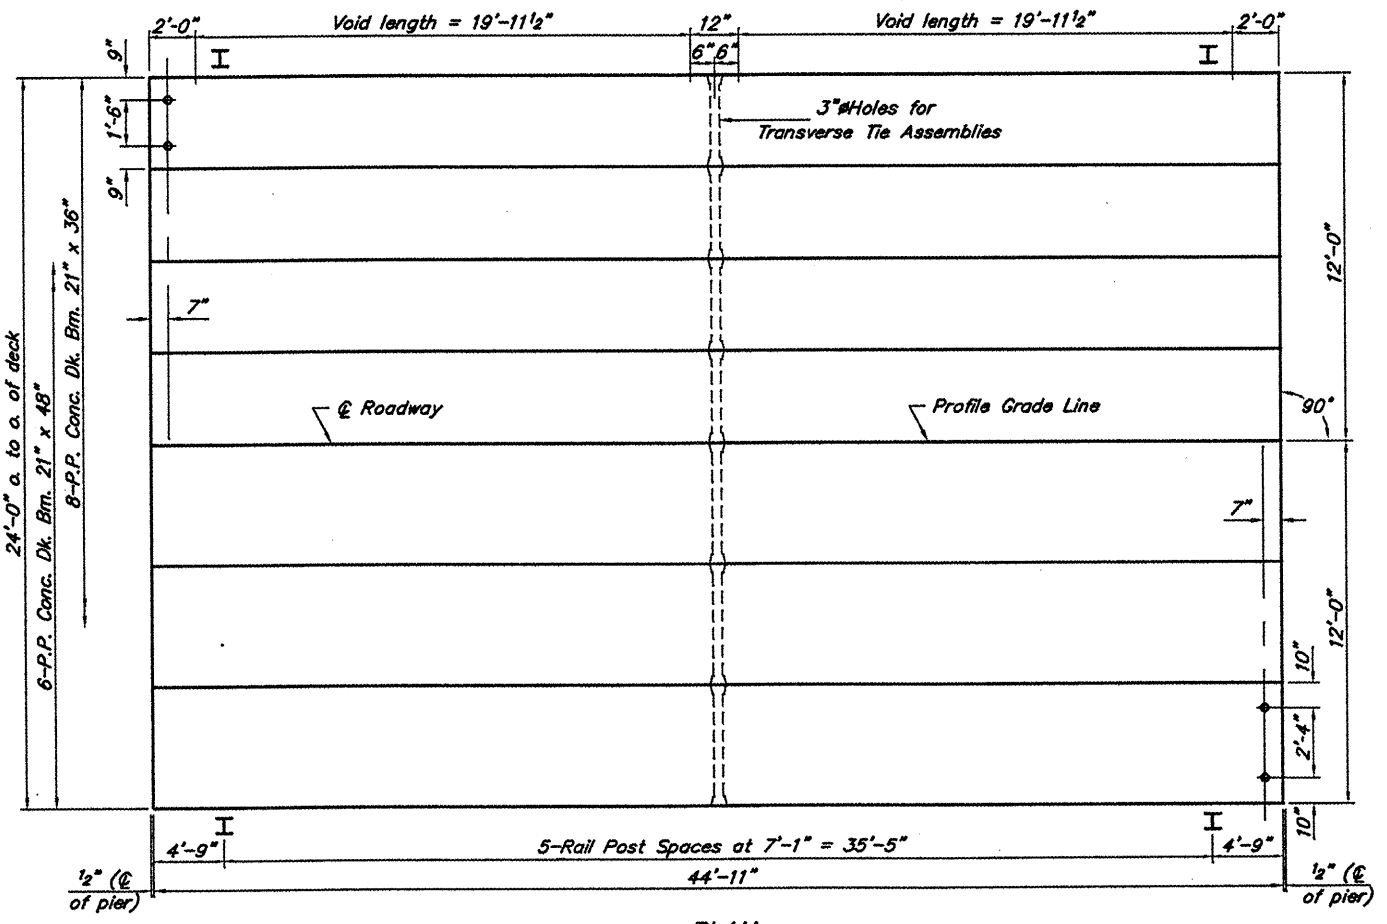 2'-0"
Void length = 19'-11½"
12"
Void length = 19'-11½"
2'-0"
6" 6"
9"
I
I
3"øHoles for
Transverse Tie Assemblies
1'-6"
9"
7"
24'-0" o. to o. of deck
6-P.P. Conc. Dk. Bm. 21" x 48"
8-P.P. Conc. Dk. Bm. 21" x 36"
12'-0"
℄ Roadway
Profile Grade Line
90°
7"
12'-0"
10"
2'-4"
10"
I
I
4'-9"
5-Rail Post Spaces at 7'-1" = 35'-5"
4'-9"
44'-11"
½" (℄
of pier)
½" (℄
of pier)